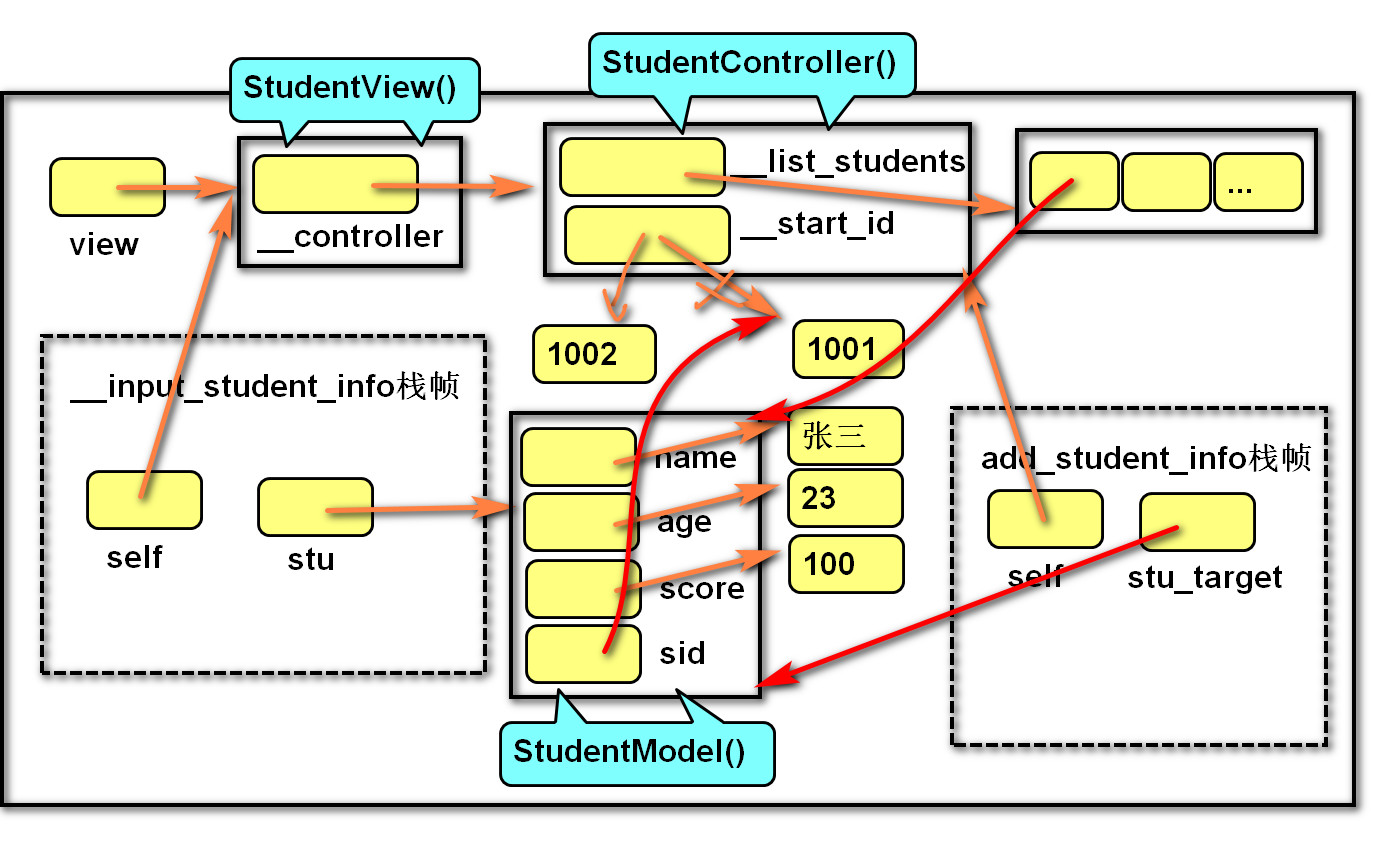 StudentView()
StudentController()
view
__controller
__list_students
__start_id
...
1002
1001
__input_student_info栈帧
self
stu
name
age
score
sid
张三
23
100
add_student_info栈帧
self
stu_target
StudentModel()